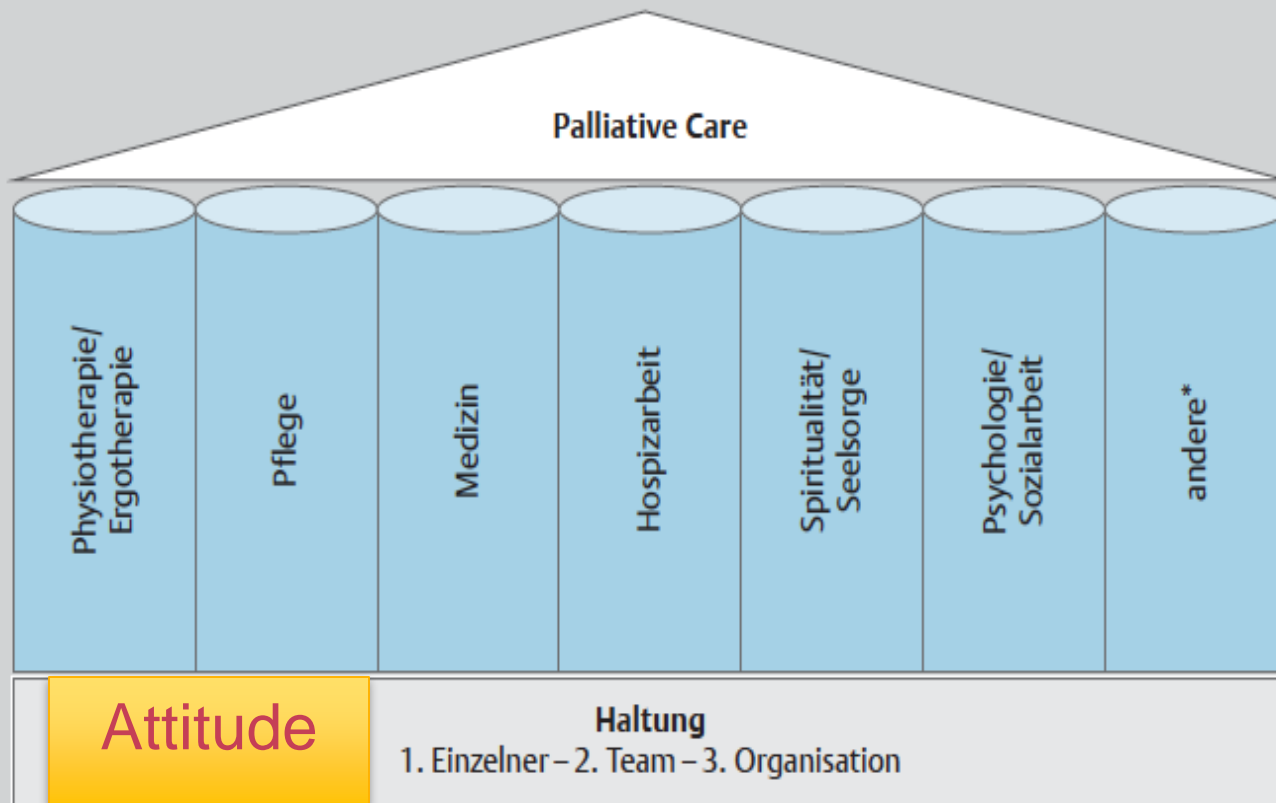 Palliative Care
Physiotherapie/
Ergotherapie
Pflege
Medizin
Hospizarbeit
Spiritualität/
Seelsorge
Psychologie/
Sozialarbeit
andere*
Attitude
Haltung
1. Einzelner – 2. Team – 3. Organisation